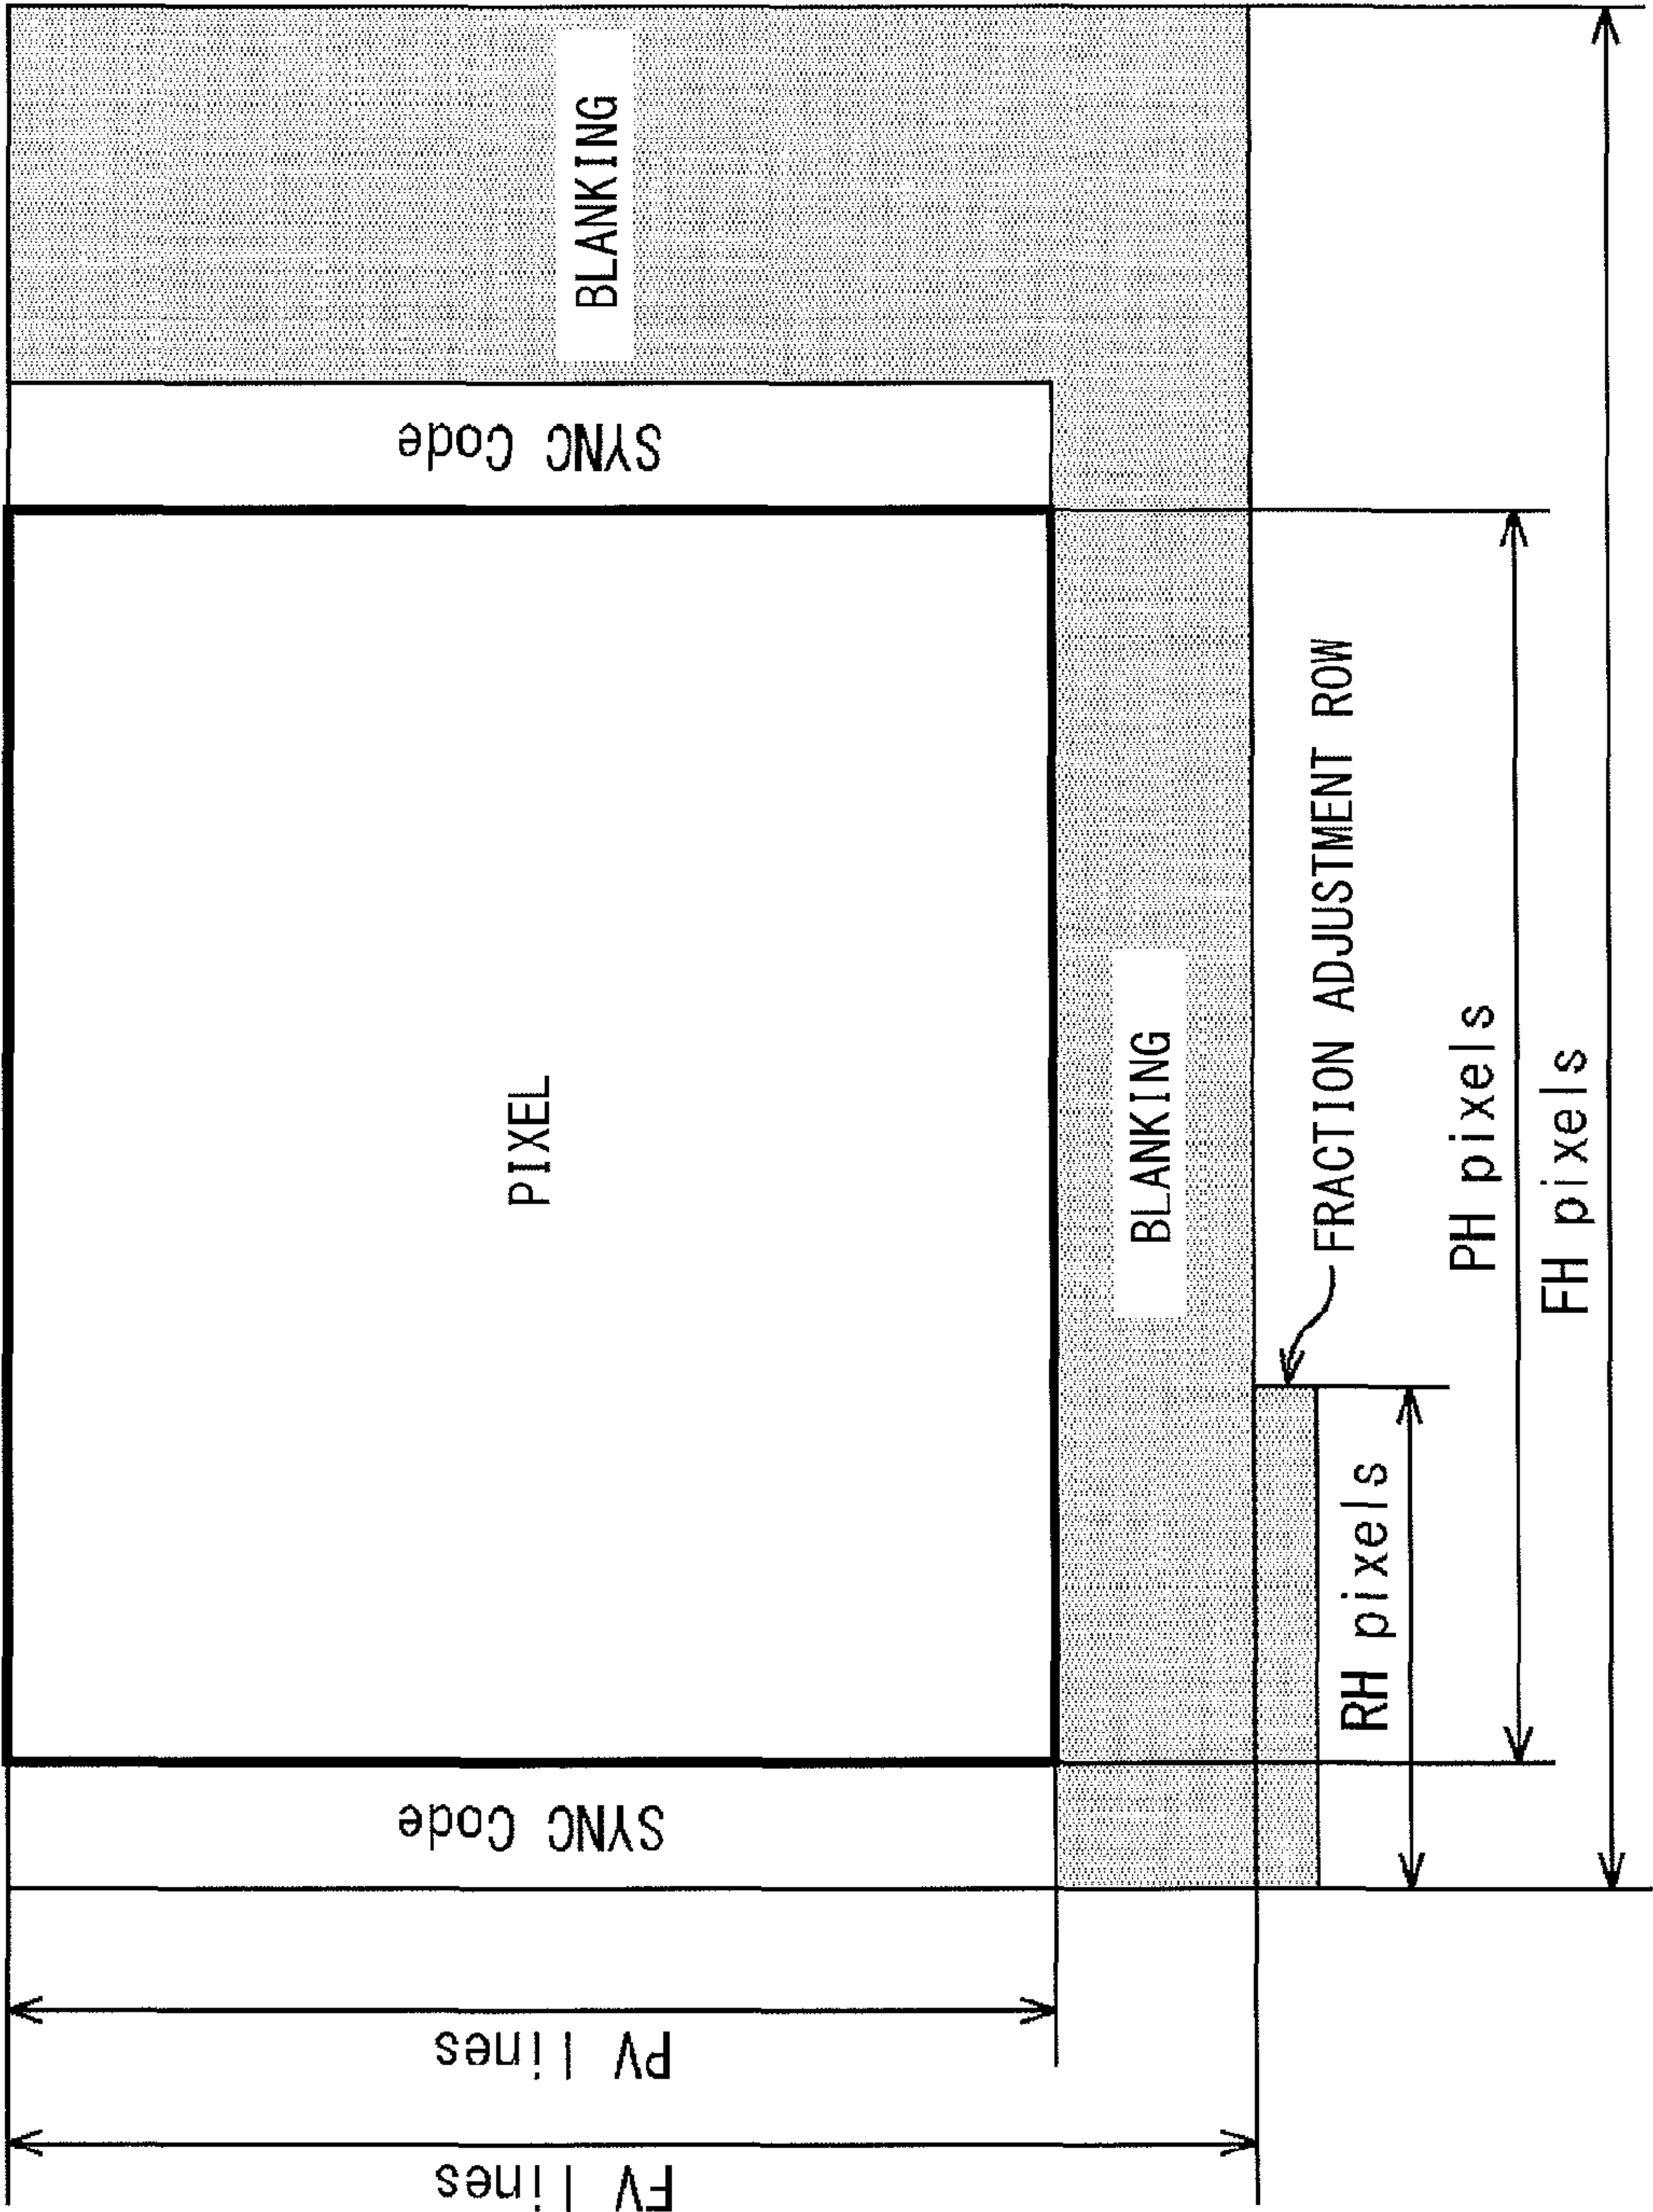 FV lines
PV lines
SYNC Code
PIXEL
SYNC Code
BLANKING
BLANKING
FRACTION ADJUSTMENT ROW
RH pixels
PH pixels
FH pixels